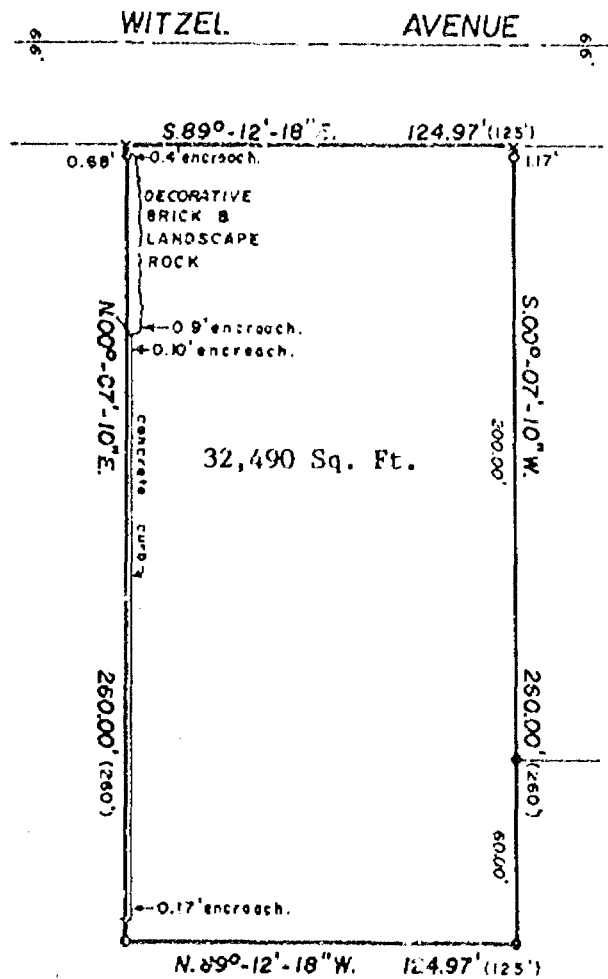 WITZEL. AVENUE
66' 66'
S.89°-12'-18"E. 124.97' (125')
0.68' 0.4' encroach. 1.17'
DECORATIVE
BRICK &
LANDSCAPE
ROCK
0.9' encroach.
0.10' encroach.
N.00°-07'-10"E.
S.00°-07'-10"W.
200.00'
concrete curb
32,490 Sq. Ft.
260.00' (260')
260.00' (260')
60.00'
0.17' encroach.
N.89°-12'-18"W. 124.97' (125')